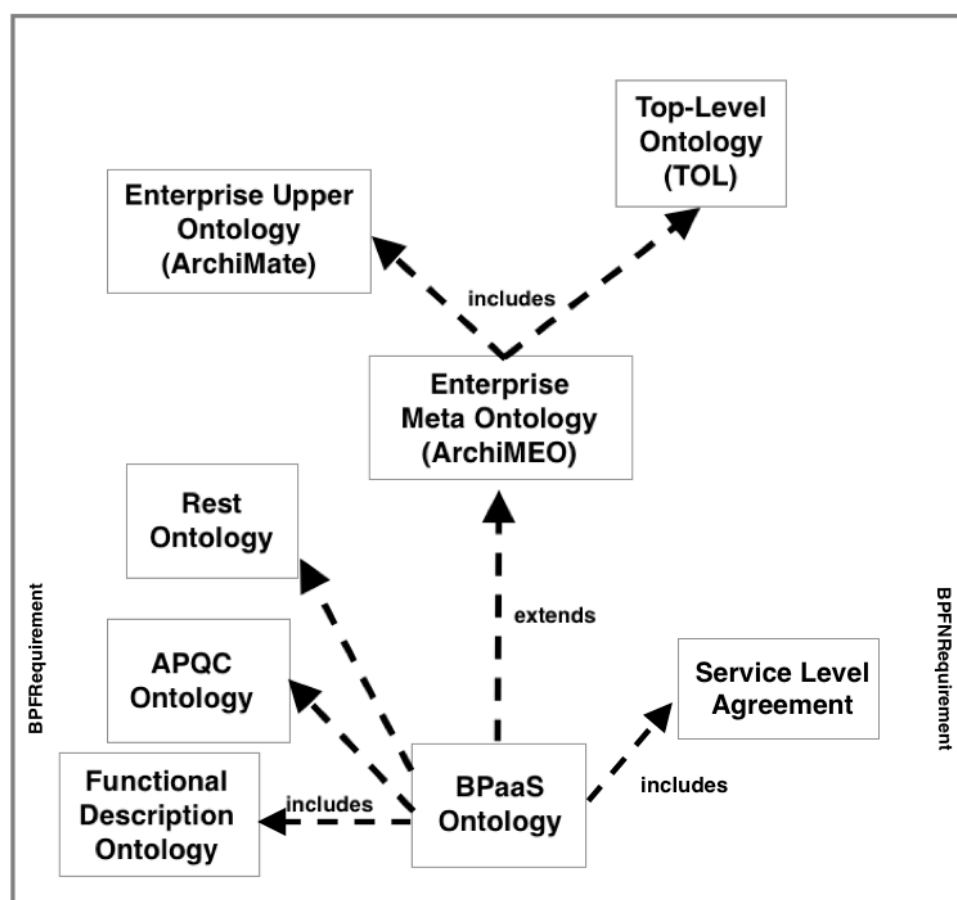 Top-Level
Ontology
(TOL)
Enterprise Upper
Ontology
(ArchiMate)
includes
Enterprise
Meta Ontology
(ArchiMEO)
Rest
Ontology
extends
BPFRequirement
BPFNRequirement
APQC
Ontology
Service Level
Agreement
Functional
Description
Ontology
includes
BPaaS
Ontology
includes